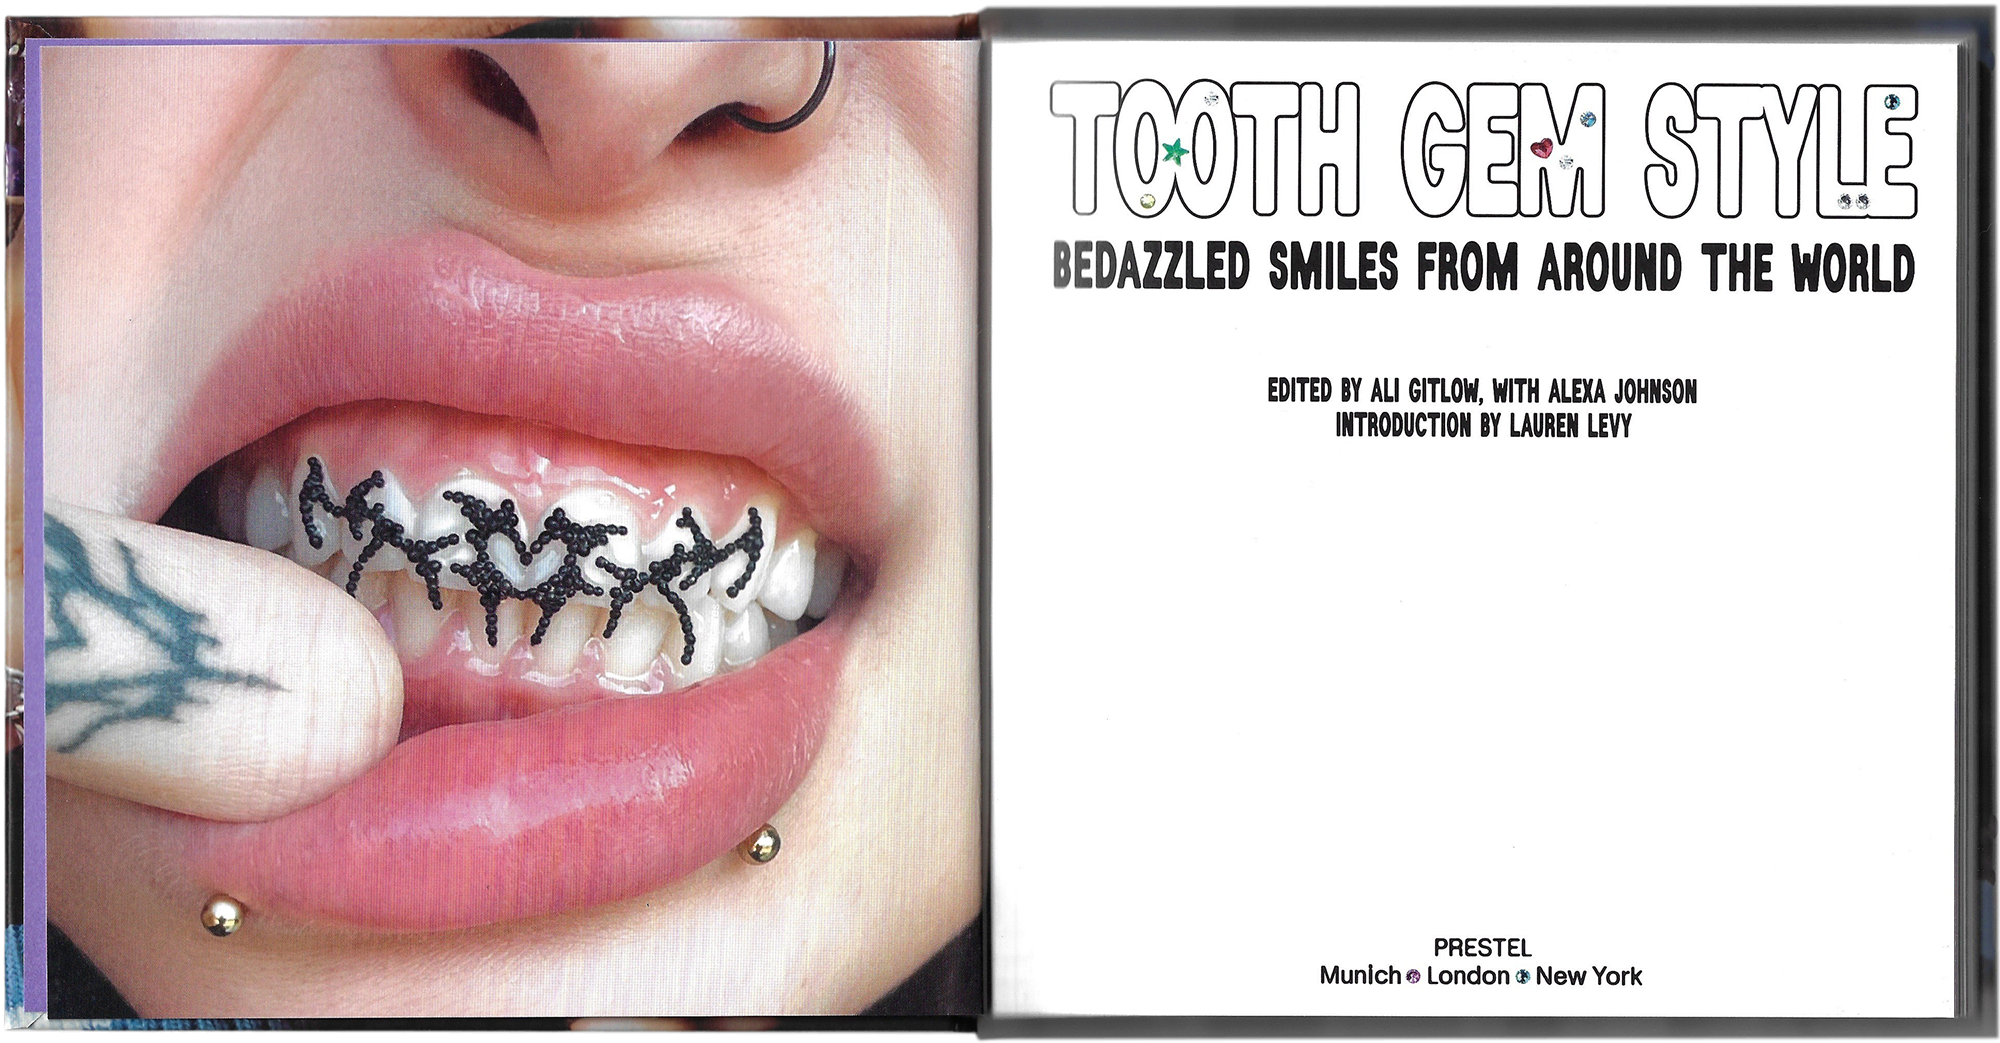 TOOTH GEM STYLE
BEDAZZLED SMILES FROM AROUND THE WORLD
EDITED BY ALI GITLOW, WITH ALEXA JOHNSON
INTRODUCTION BY LAUREN LEVY
PRESTEL
Munich London New York